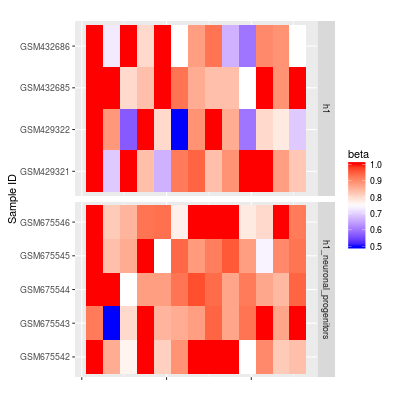 Sample ID
GSM432686
GSM432685
GSM429322
GSM429321
h1
GSM675546
GSM675545
GSM675544
GSM675543
GSM675542
h1_neuronal_progenitors
beta
1.0
0.9
0.8
0.7
0.6
0.5